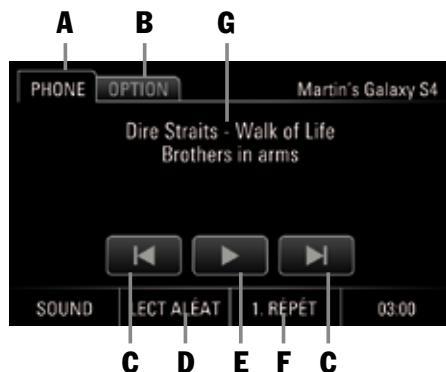 A B G
PHONE OPTION Martin's Galaxy S4
Dire Straits - Walk of Life
Brothers in arms
SOUND LECT ALÉAT 1. RÉPÉT 03:00
C D E F C